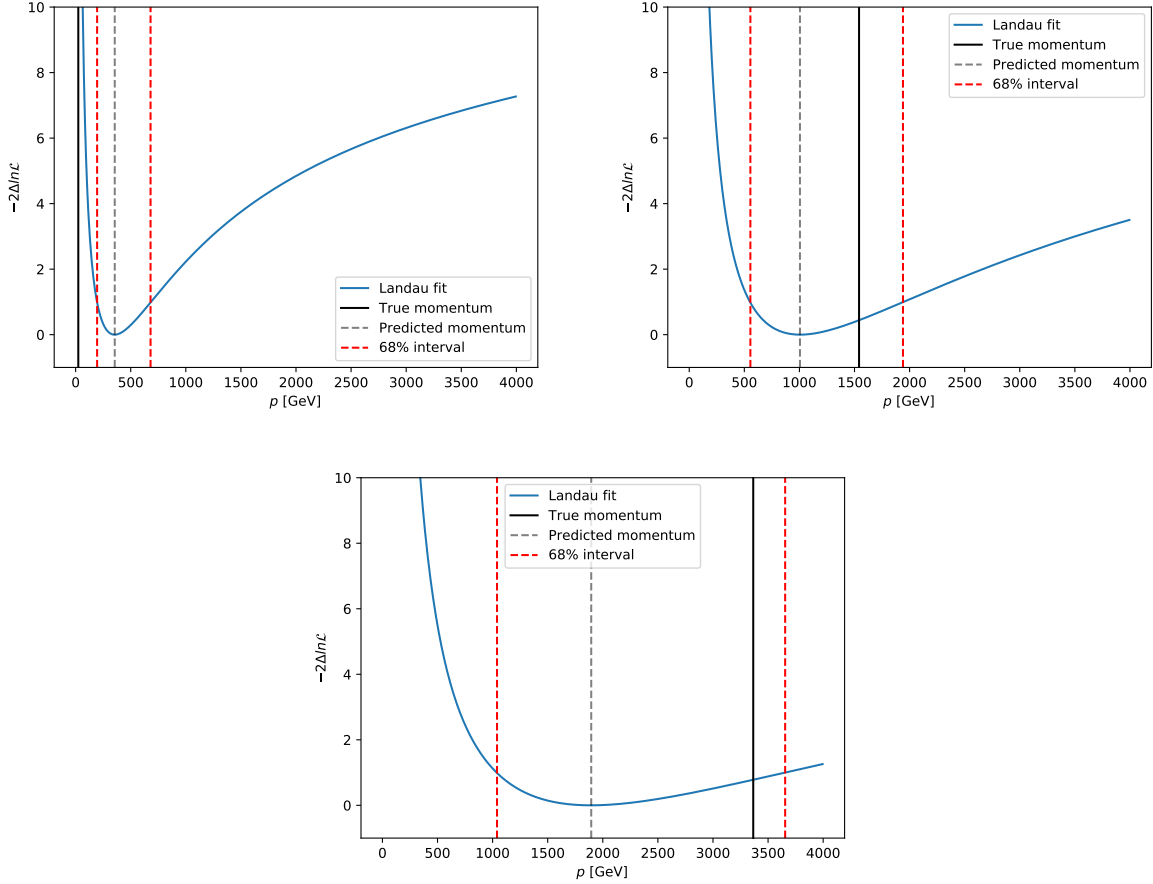 10
8
6
4
2
0
−2Δlnℒ
Landau fit
True momentum
Predicted momentum
68% interval
0 500 1000 1500 2000 2500 3000 3500 4000
p [GeV]
10
8
6
4
2
0
−2Δlnℒ
Landau fit
True momentum
Predicted momentum
68% interval
0 500 1000 1500 2000 2500 3000 3500 4000
p [GeV]
10
8
6
4
2
0
−2Δlnℒ
Landau fit
True momentum
Predicted momentum
68% interval
0 500 1000 1500 2000 2500 3000 3500 4000
p [GeV]